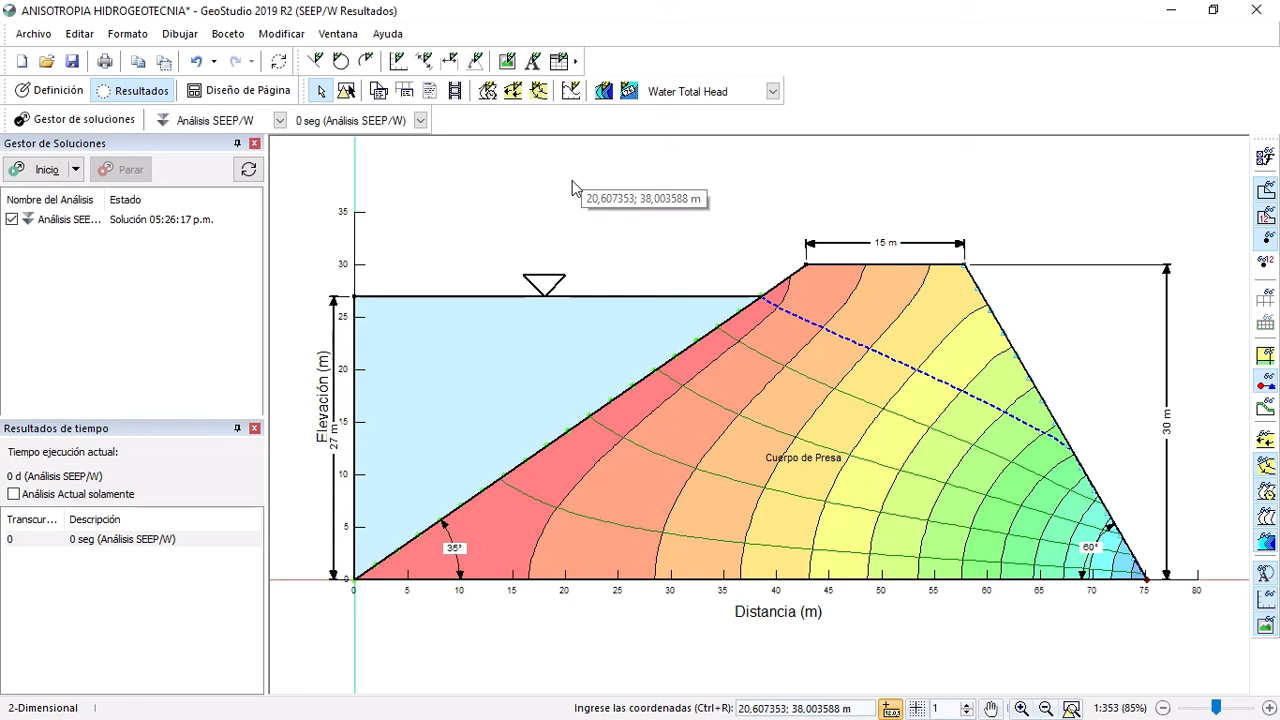 ANISOTROPIA HIDROGEOTECNIA* - GeoStudio 2019 R2 (SEEP/W Resultados)
Archivo Editar Formato Dibujar Boceto Modificar Ventana Ayuda
Definición Resultados Diseño de Página Water Total Head
Gestor de soluciones Análisis SEEP/W 0 seg (Análisis SEEP/W)
Gestor de Soluciones
Inicio Parar
Nombre del Análisis Estado
Análisis SEE... Solución 05:26:17 p.m.
Resultados de tiempo
Tiempo ejecución actual:
0 d (Análisis SEEP/W)
Análisis Actual solamente
Transcur... Descripción
0 0 seg (Análisis SEEP/W)
20,607353; 38,003588 m
35
30
25
20
15
10
5
0
Elevación (m)
27 m
15 m
30 m
Cuerpo de Presa
35°
60°
0 5 10 15 20 25 30 35 40 45 50 55 60 65 70 75 80
Distancia (m)
2-Dimensional Ingrese las coordenadas (Ctrl+R): 20,607353; 38,003588 m 1 1:353 (85%)